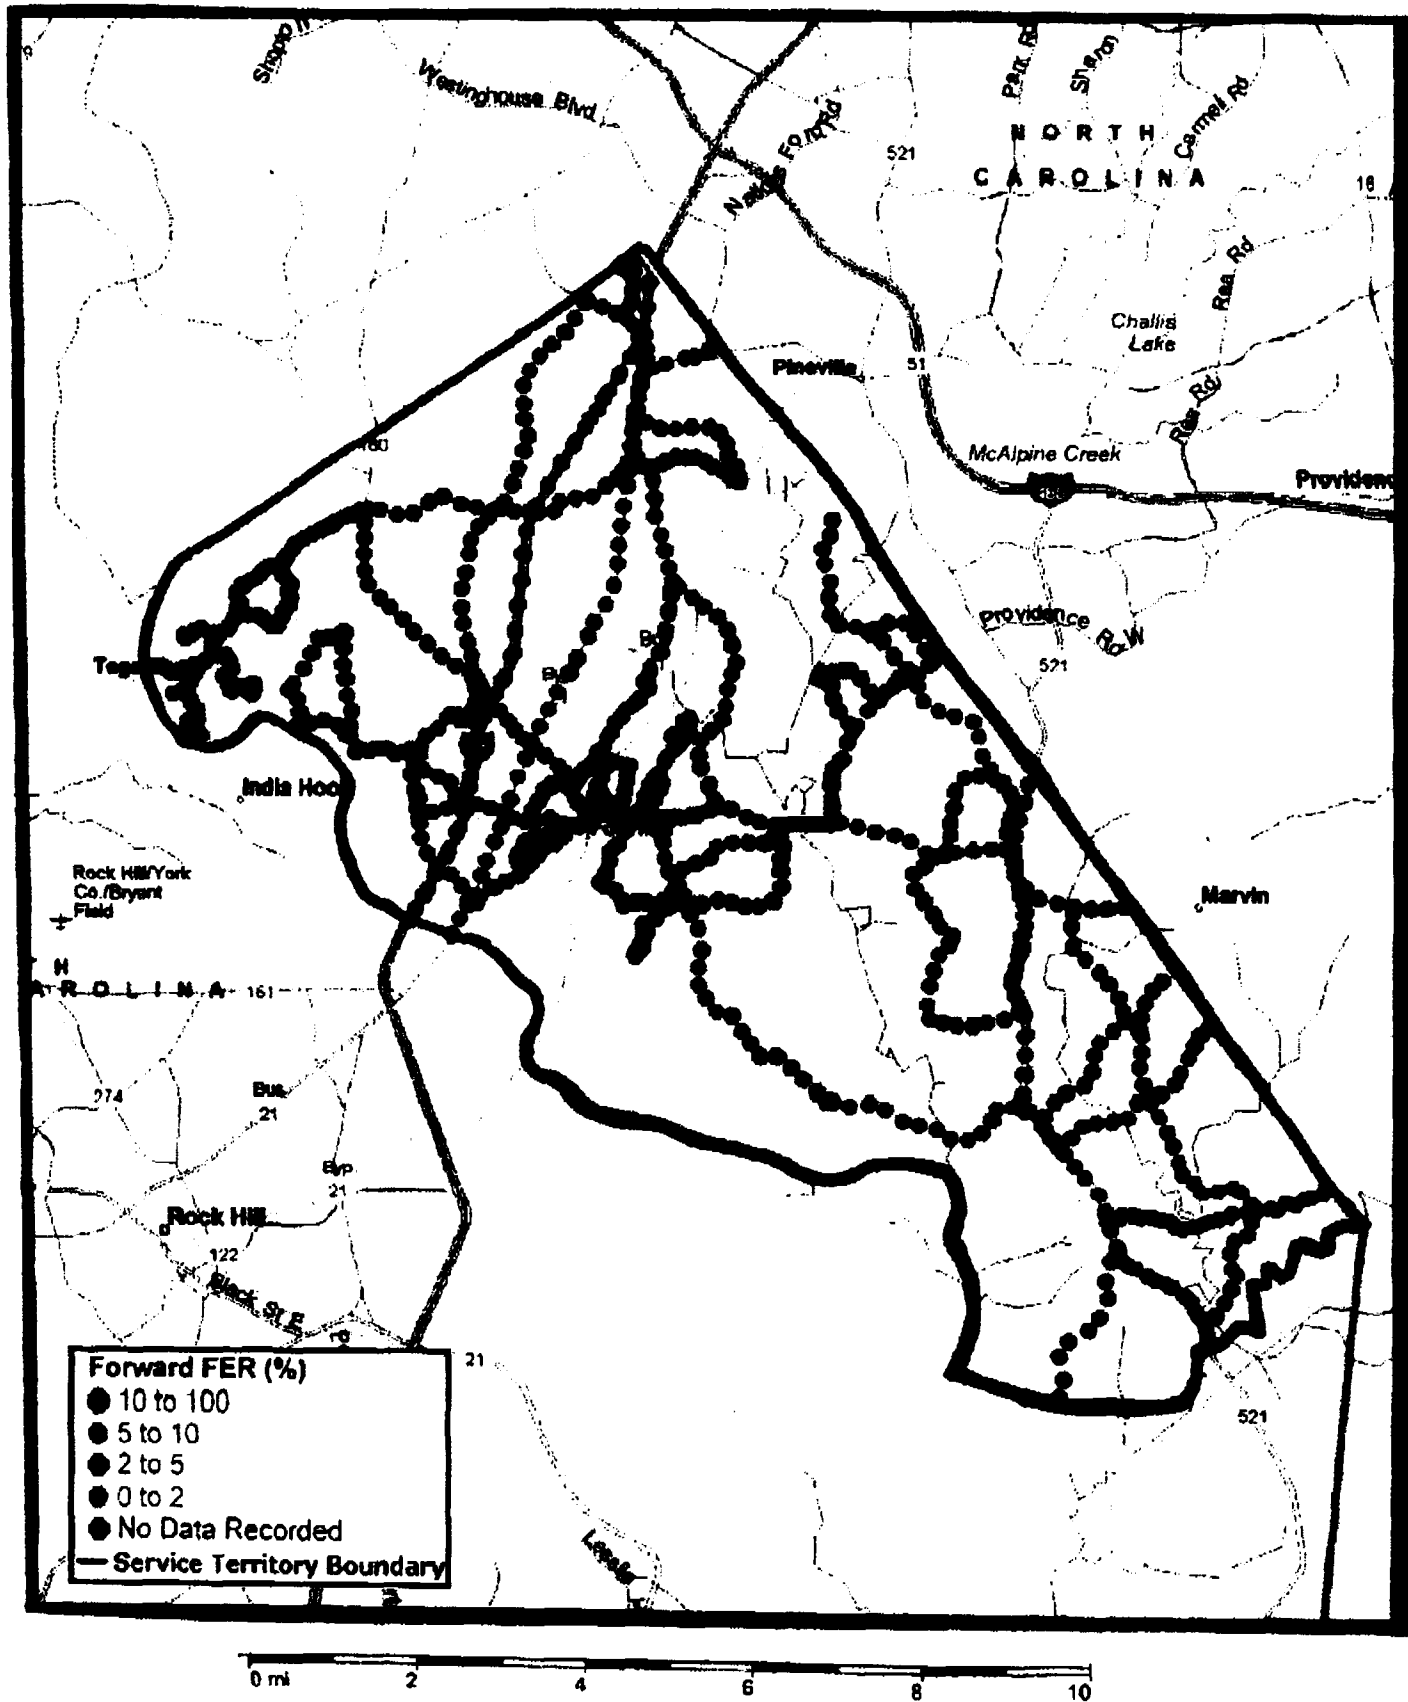 Westinghouse Blvd
Park Rd
Sharon
Carmel Rd
NORTH
CAROLINA
521
16
Rea Rd
Challis
Lake
Pineville
51
Rea Rd
McAlpine Creek
Providenc
Providence Rd W
521
India Hoo
Rock Hill/York
Co./Bryant
Field
Marvin
H
AROLINA
161
274
Bus
21
Byp
21
Rock Hill
122
Black St E
21
521
Forward FER (%)
10 to 100
5 to 10
2 to 5
0 to 2
No Data Recorded
Service Territory Boundary
0 mi 2 4 6 8 10